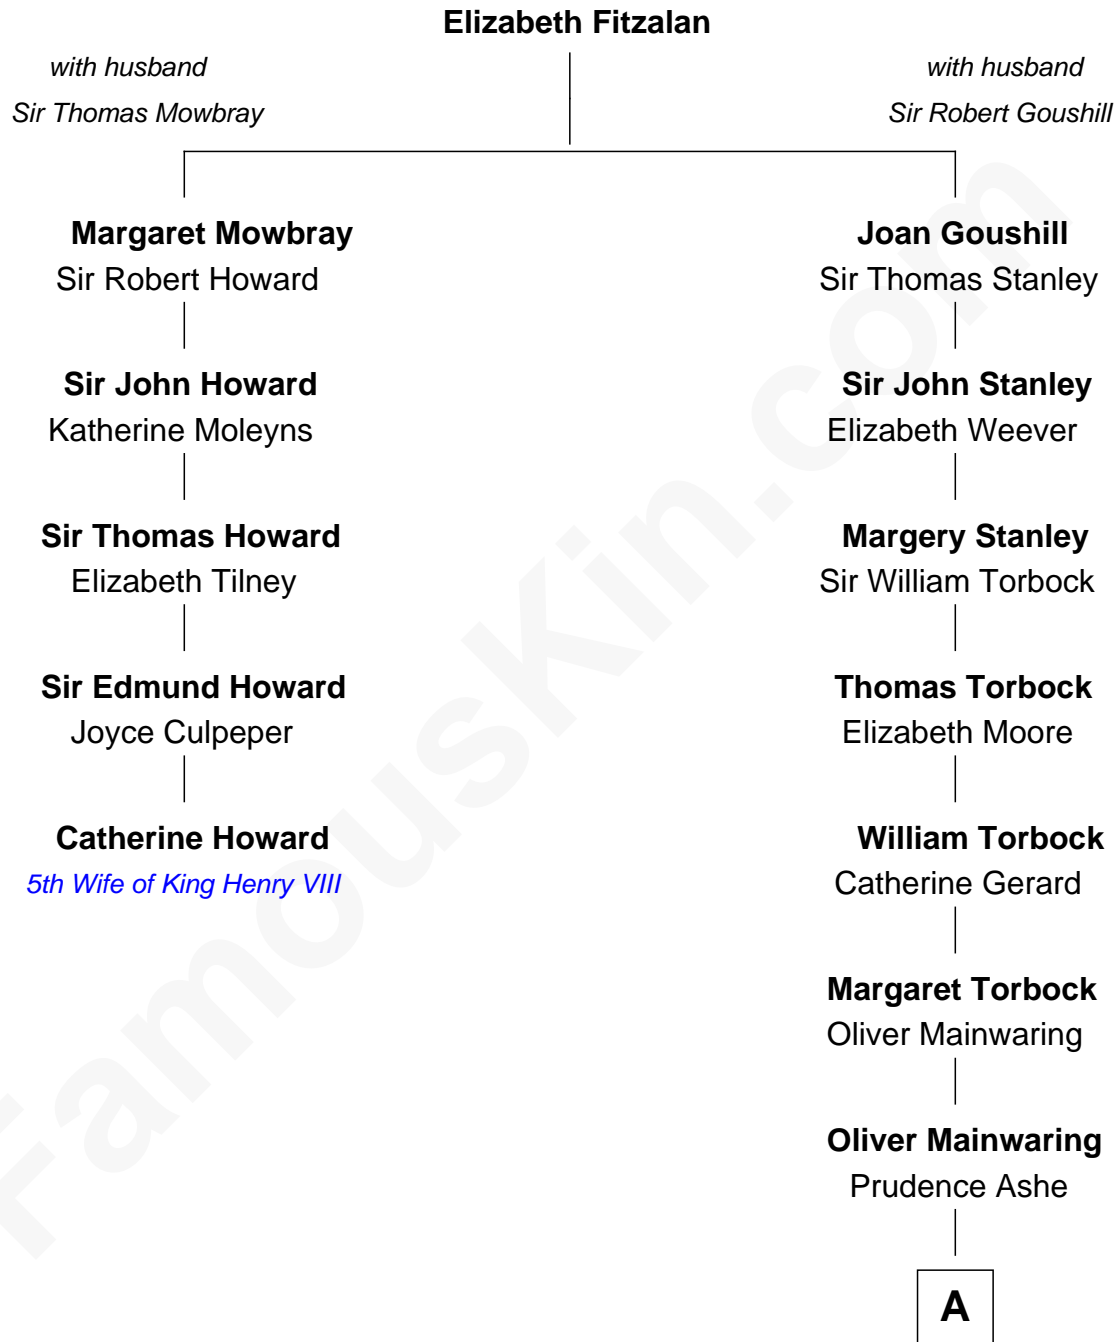 Elizabeth Fitzalan
with husband
Sir Thomas Mowbray
with husband
Sir Robert Goushill
Margaret Mowbray
Sir Robert Howard
Joan Goushill
Sir Thomas Stanley
Sir John Howard
Katherine Moleyns
Sir John Stanley
Elizabeth Weever
Sir Thomas Howard
Elizabeth Tilney
Margery Stanley
Sir William Torbock
Sir Edmund Howard
Joyce Culpeper
Thomas Torbock
Elizabeth Moore
Catherine Howard
5th Wife of King Henry VIII
William Torbock
Catherine Gerard
Margaret Torbock
Oliver Mainwaring
Oliver Mainwaring
Prudence Ashe
A
FamousKin.com